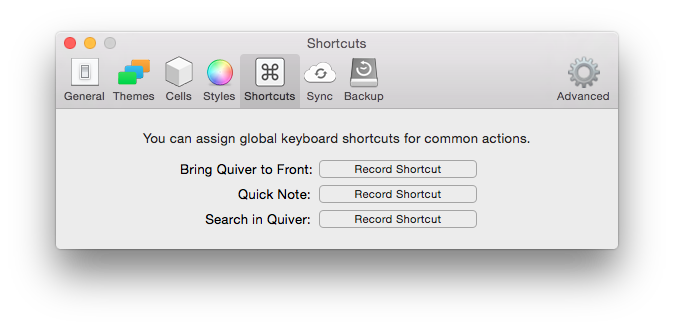 Shortcuts
General Themes Cells Styles Shortcuts Sync Backup Advanced
You can assign global keyboard shortcuts for common actions.
Bring Quiver to Front: Record Shortcut
Quick Note: Record Shortcut
Search in Quiver: Record Shortcut